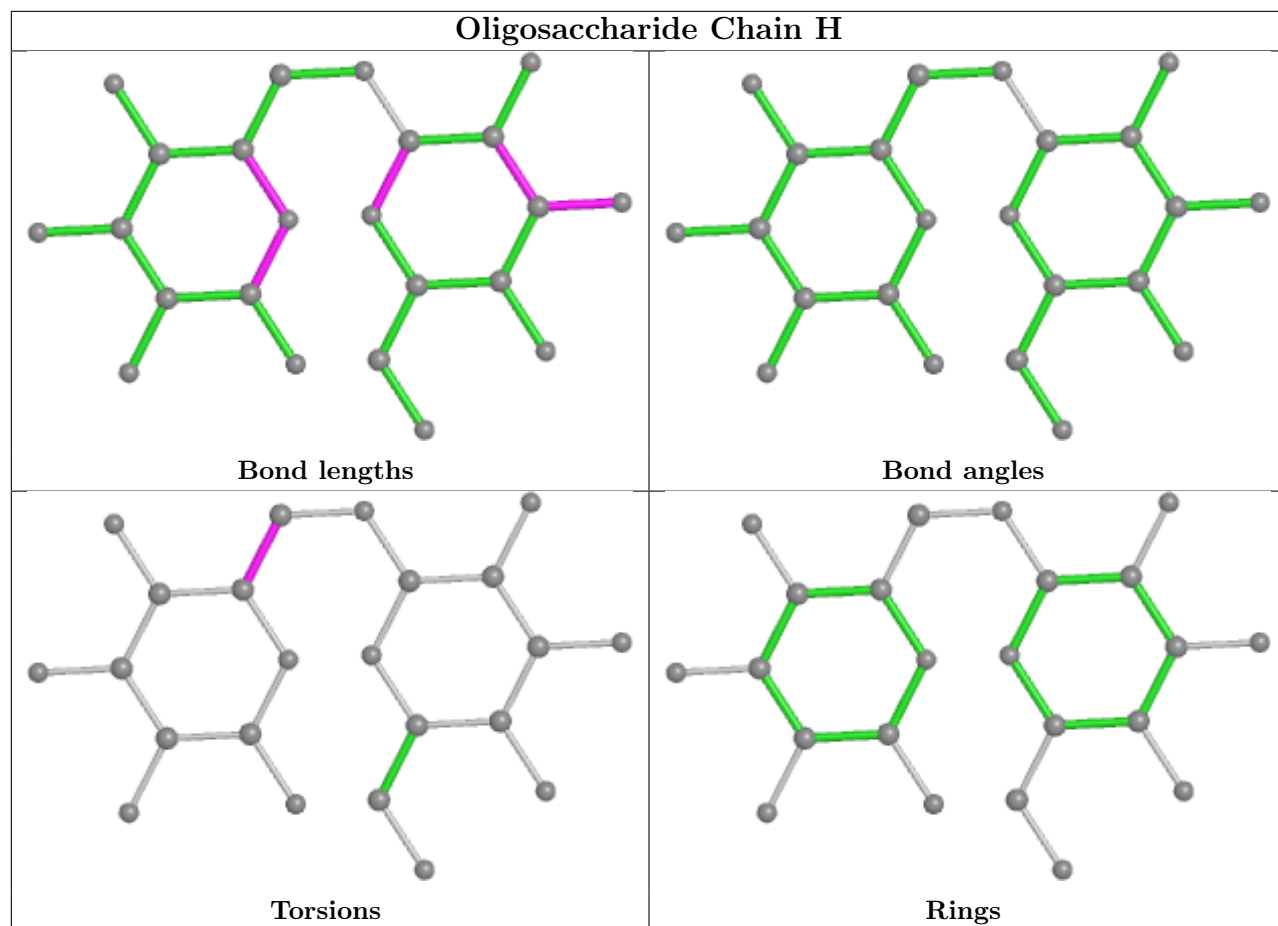 Oligosaccharide Chain H
Bond lengths
Bond angles
Torsions
Rings